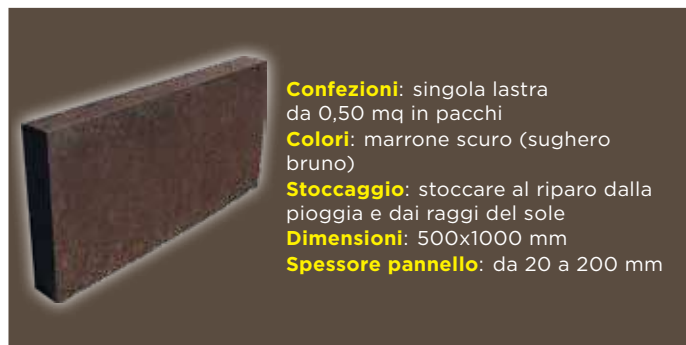 Confezioni: singola lastra
da 0,50 mq in pacchi
Colori: marrone scuro (sughero
bruno)
Stoccaggio: stoccare al riparo dalla
pioggia e dai raggi del sole
Dimensioni: 500x1000 mm
Spessore pannello: da 20 a 200 mm